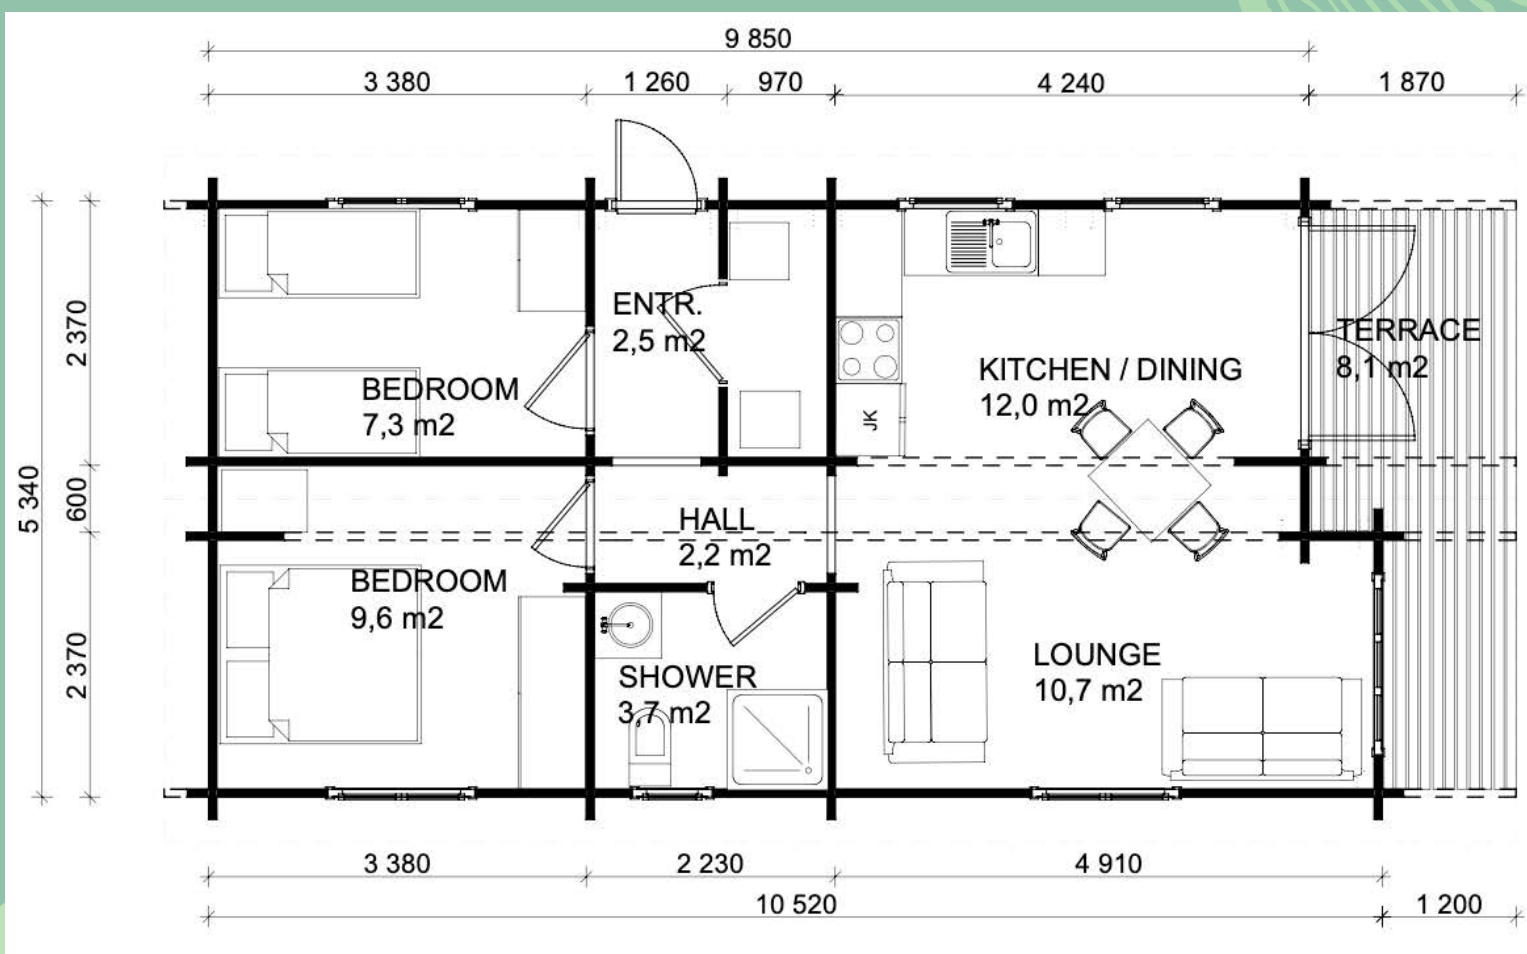 9 850
3 380
1 260
970
4 240
1 870
5 340
2 370
600
2 370
ENTR.
2,5 m2
TERRACE
8,1 m2
KITCHEN / DINING
12,0 m2
BEDROOM
7,3 m2
JK
HALL
2,2 m2
BEDROOM
9,6 m2
LOUNGE
10,7 m2
SHOWER
3,7 m2
3 380
2 230
4 910
10 520
1 200